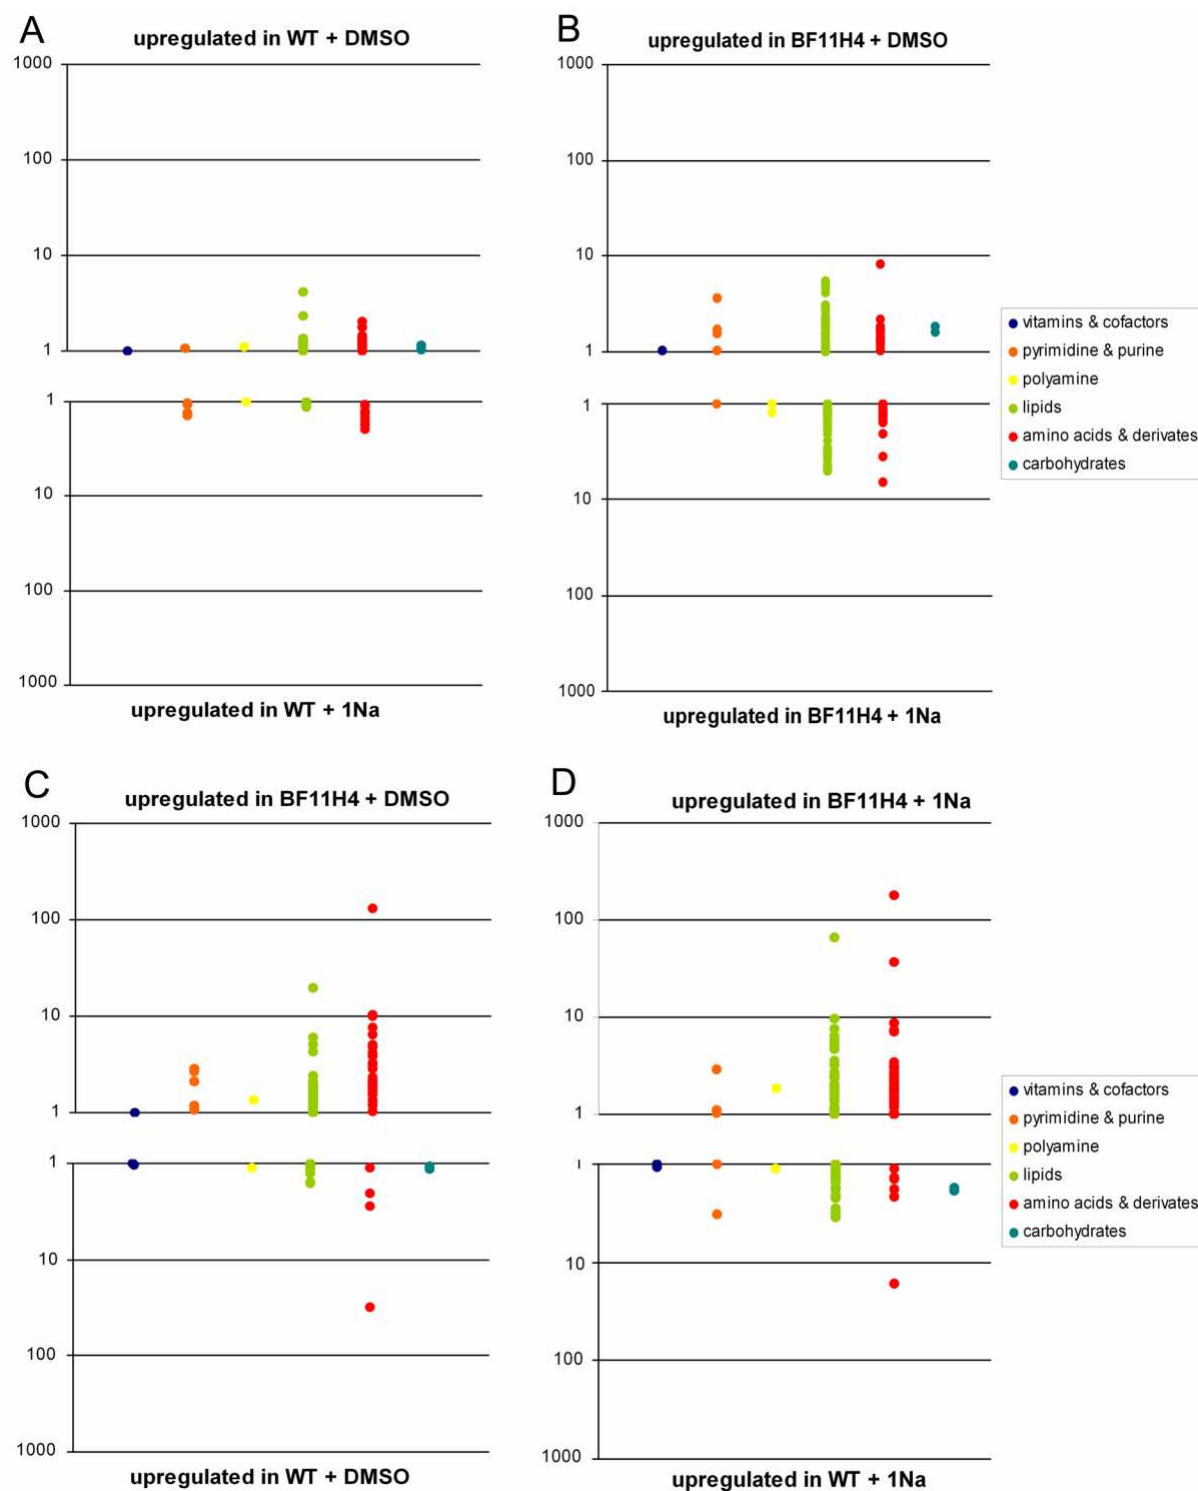 A
upregulated in WT + DMSO
1000
100
10
1
1
10
100
1000
upregulated in WT + 1Na
B
upregulated in BF11H4 + DMSO
1000
100
10
1
1
10
100
1000
upregulated in BF11H4 + 1Na
vitamins & cofactors
pyrimidine & purine
polyamine
lipids
amino acids & derivates
carbohydrates
C
upregulated in BF11H4 + DMSO
1000
100
10
1
1
10
100
1000
upregulated in WT + DMSO
D
upregulated in BF11H4 + 1Na
1000
100
10
1
1
10
100
1000
upregulated in WT + 1Na
vitamins & cofactors
pyrimidine & purine
polyamine
lipids
amino acids & derivates
carbohydrates